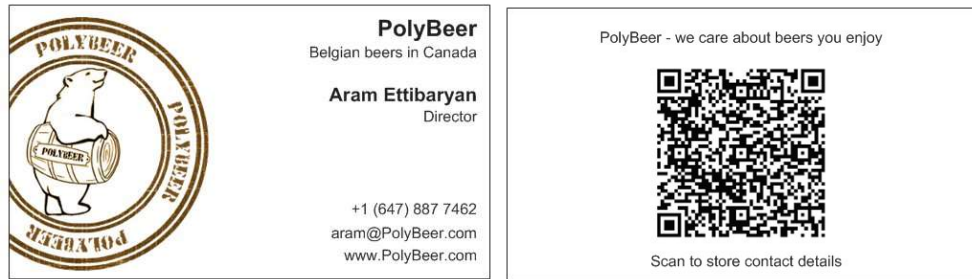 POLYBEER
POLYBEER
POLYBEER
POLYBEER
PolyBeer
Belgian beers in Canada
Aram Ettibaryan
Director
+1 (647) 887 7462
aram@PolyBeer.com
www.PolyBeer.com
PolyBeer - we care about beers you enjoy
Scan to store contact details